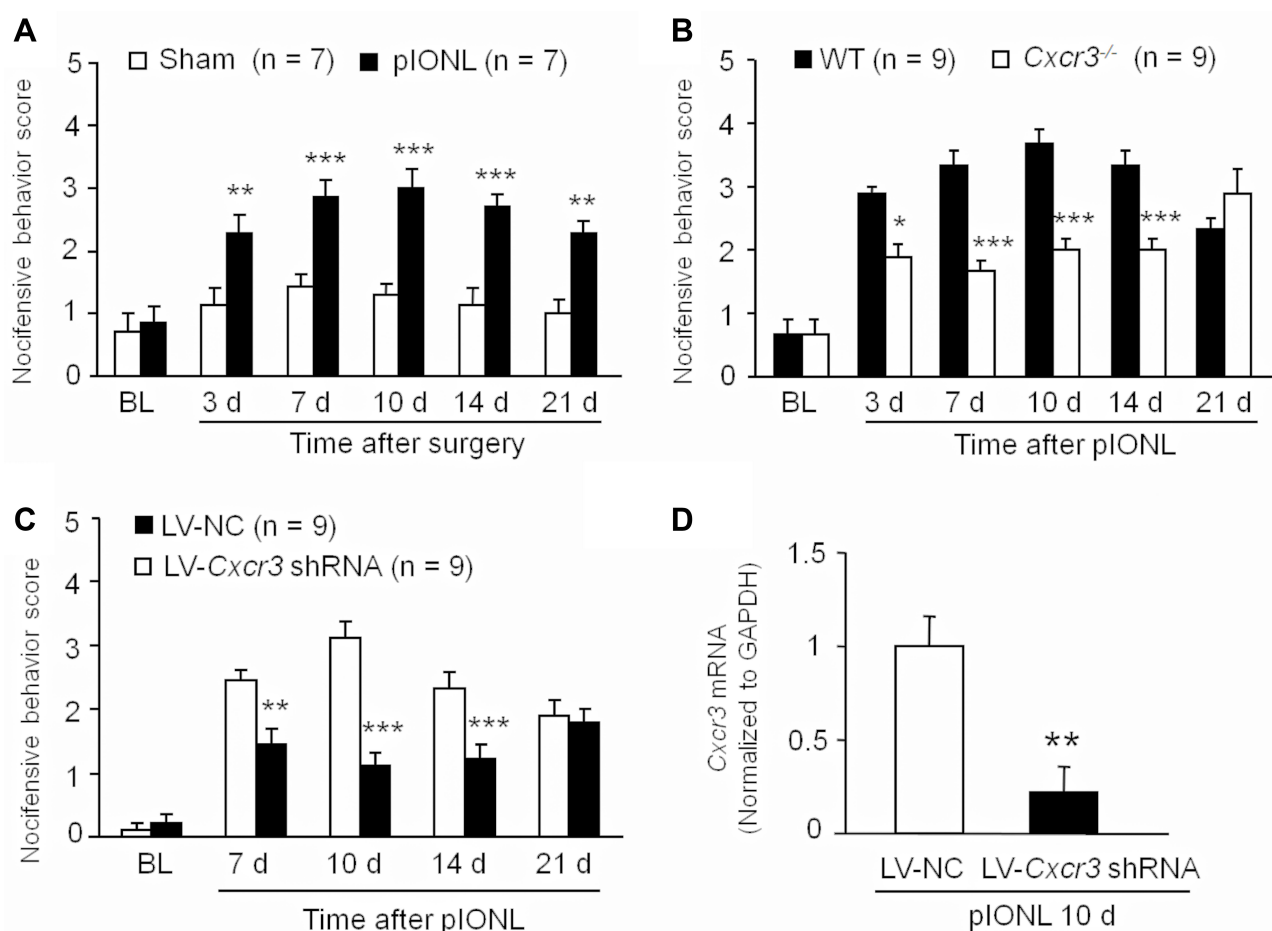 A
Sham (n = 7) pIONL (n = 7)
Nocifensive behavior score
5
4
3
2
1
0
** *** *** *** **
BL 3 d 7 d 10 d 14 d 21 d
Time after surgery
B
WT (n = 9) Cxcr3-/- (n = 9)
Nocifensive behavior score
5
4
3
2
1
0
* *** *** ***
BL 3 d 7 d 10 d 14 d 21 d
Time after pIONL
C
LV-NC (n = 9)
LV-Cxcr3 shRNA (n = 9)
Nocifensive behavior score
5
4
3
2
1
0
** *** ***
BL 7 d 10 d 14 d 21 d
Time after pIONL
D
Cxcr3 mRNA
(Normalized to GAPDH)
1.5
1
0.5
0
**
LV-NC LV-Cxcr3 shRNA
pIONL 10 d